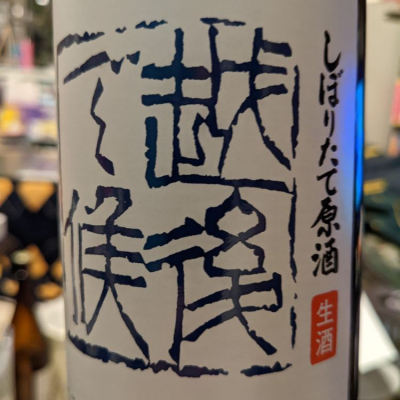 しぼりたて原酒
生酒
越後
で候